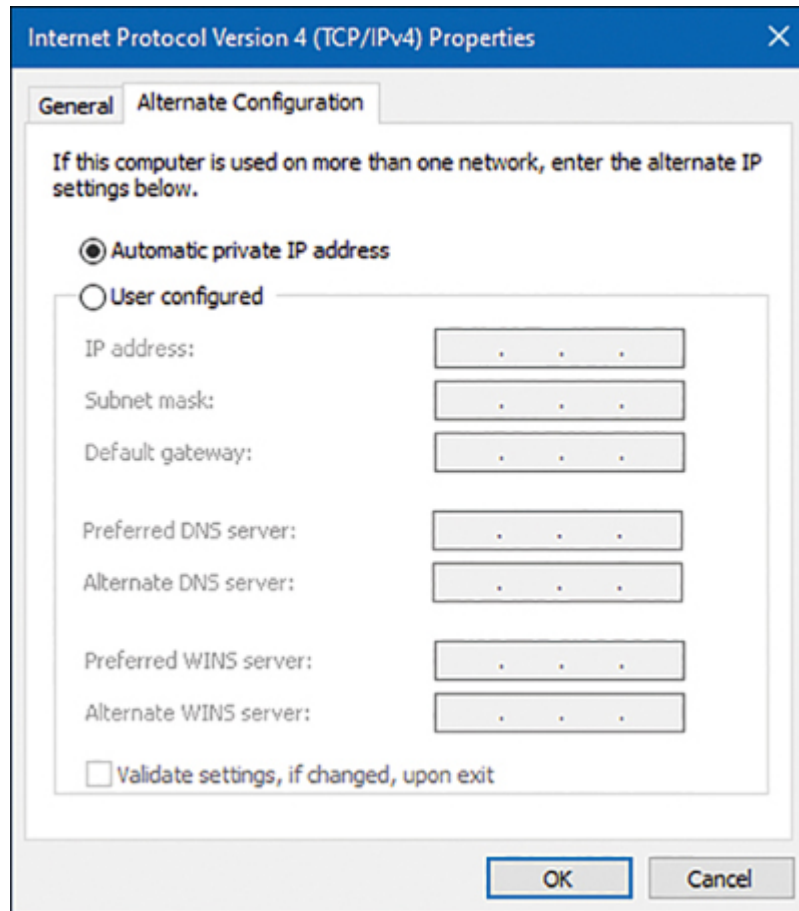 Internet Protocol Version 4 (TCP/IPv4) Properties
General
Alternate Configuration
If this computer is used on more than one network, enter the alternate IP
settings below.
Automatic private IP address
User configured
IP address:
Subnet mask:
Default gateway:
Preferred DNS server:
Alternate DNS server:
Preferred WINS server:
Alternate WINS server:
Validate settings, if changed, upon exit
OK
Cancel